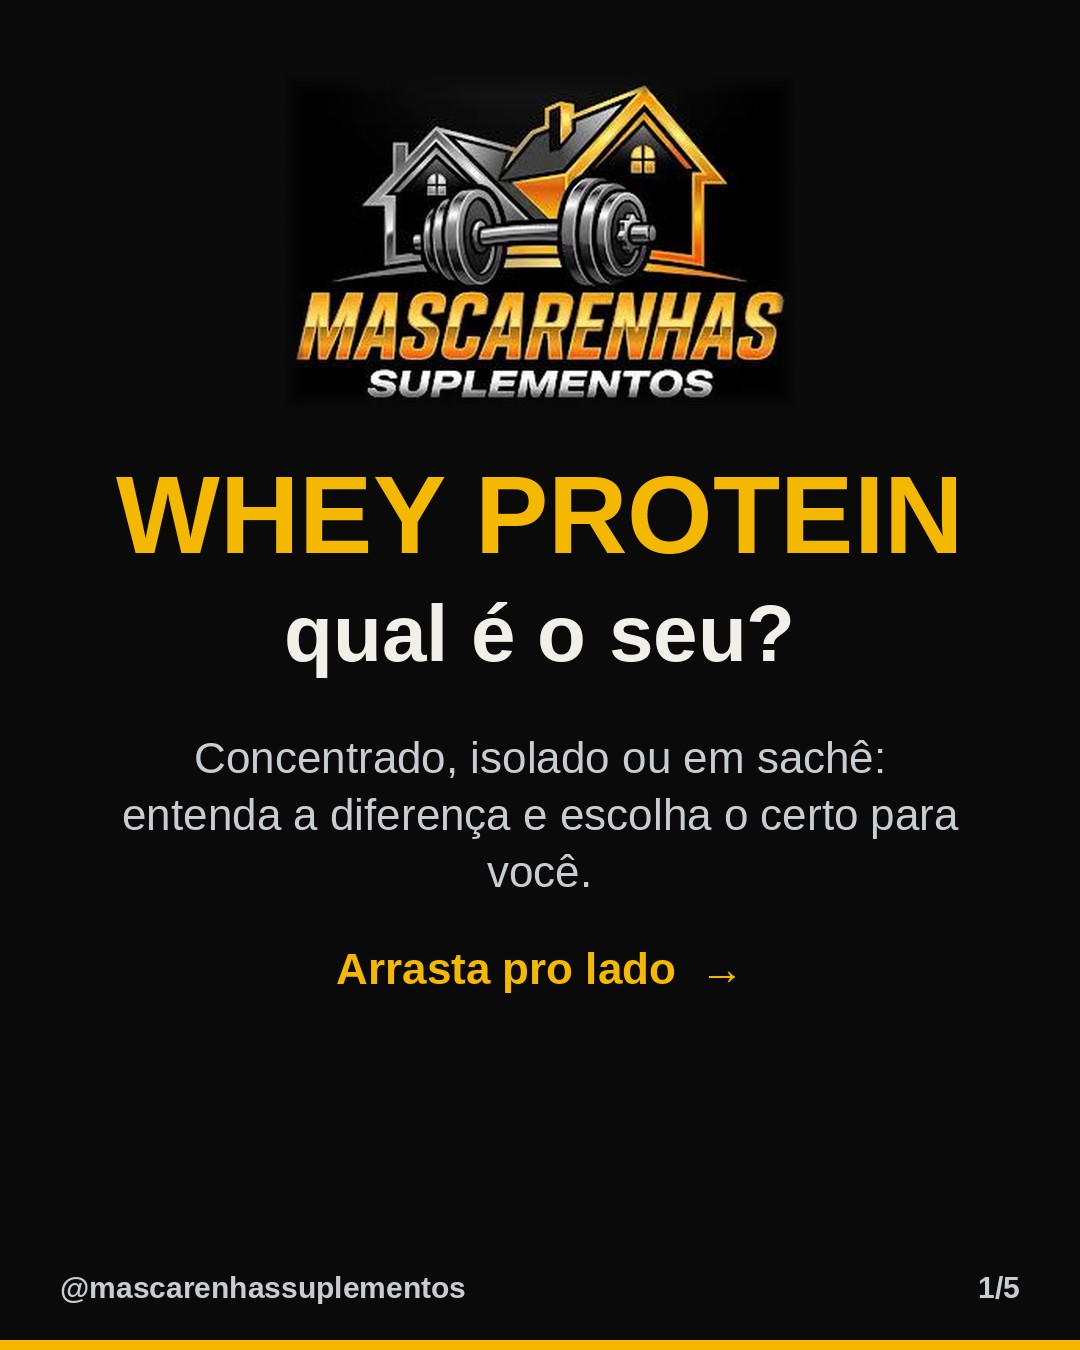 MASCARENHAS
SUPLEMENTOS
WHEY PROTEIN
qual é o seu?
Concentrado, isolado ou em sachê:
entenda a diferença e escolha o certo para
você.
Arrasta pro lado →
@mascarenhassuplementos
1/5